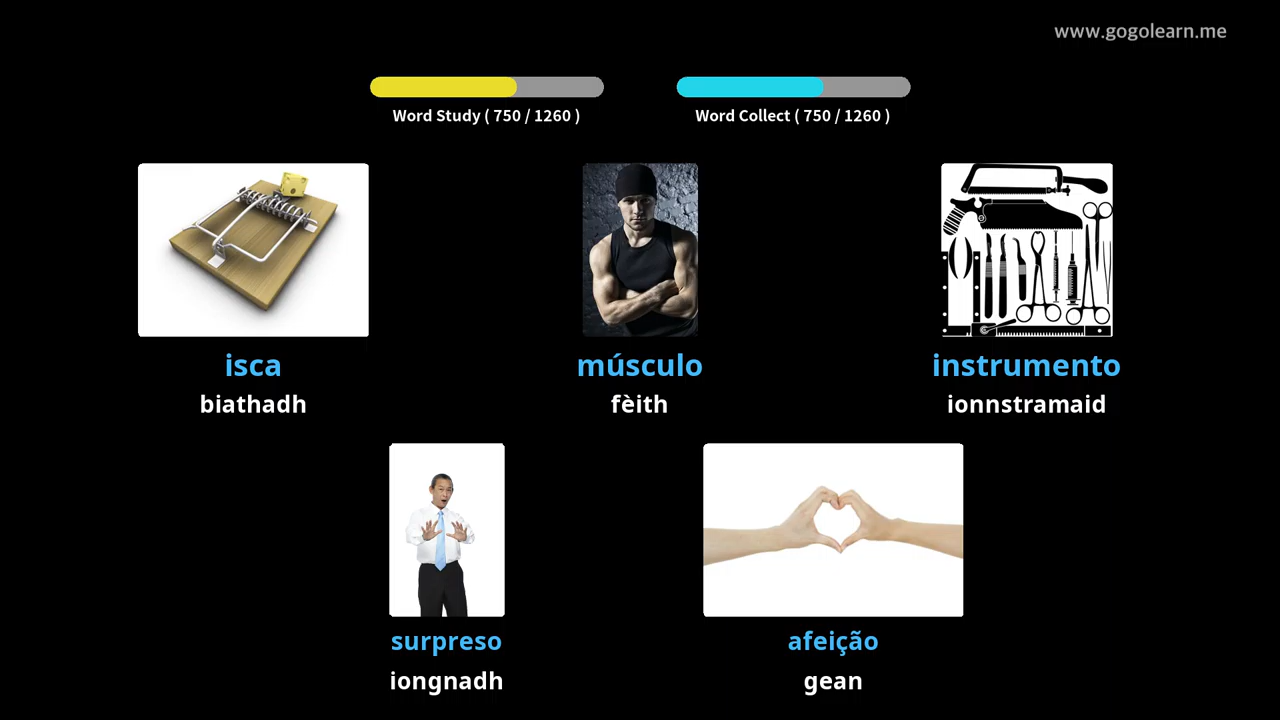 www.gogolearn.me
Word Study ( 750 / 1260 )
Word Collect ( 750 / 1260 )
isca
biathadh
músculo
fèith
instrumento
ionnstramaid
surpreso
iongnadh
afeição
gean